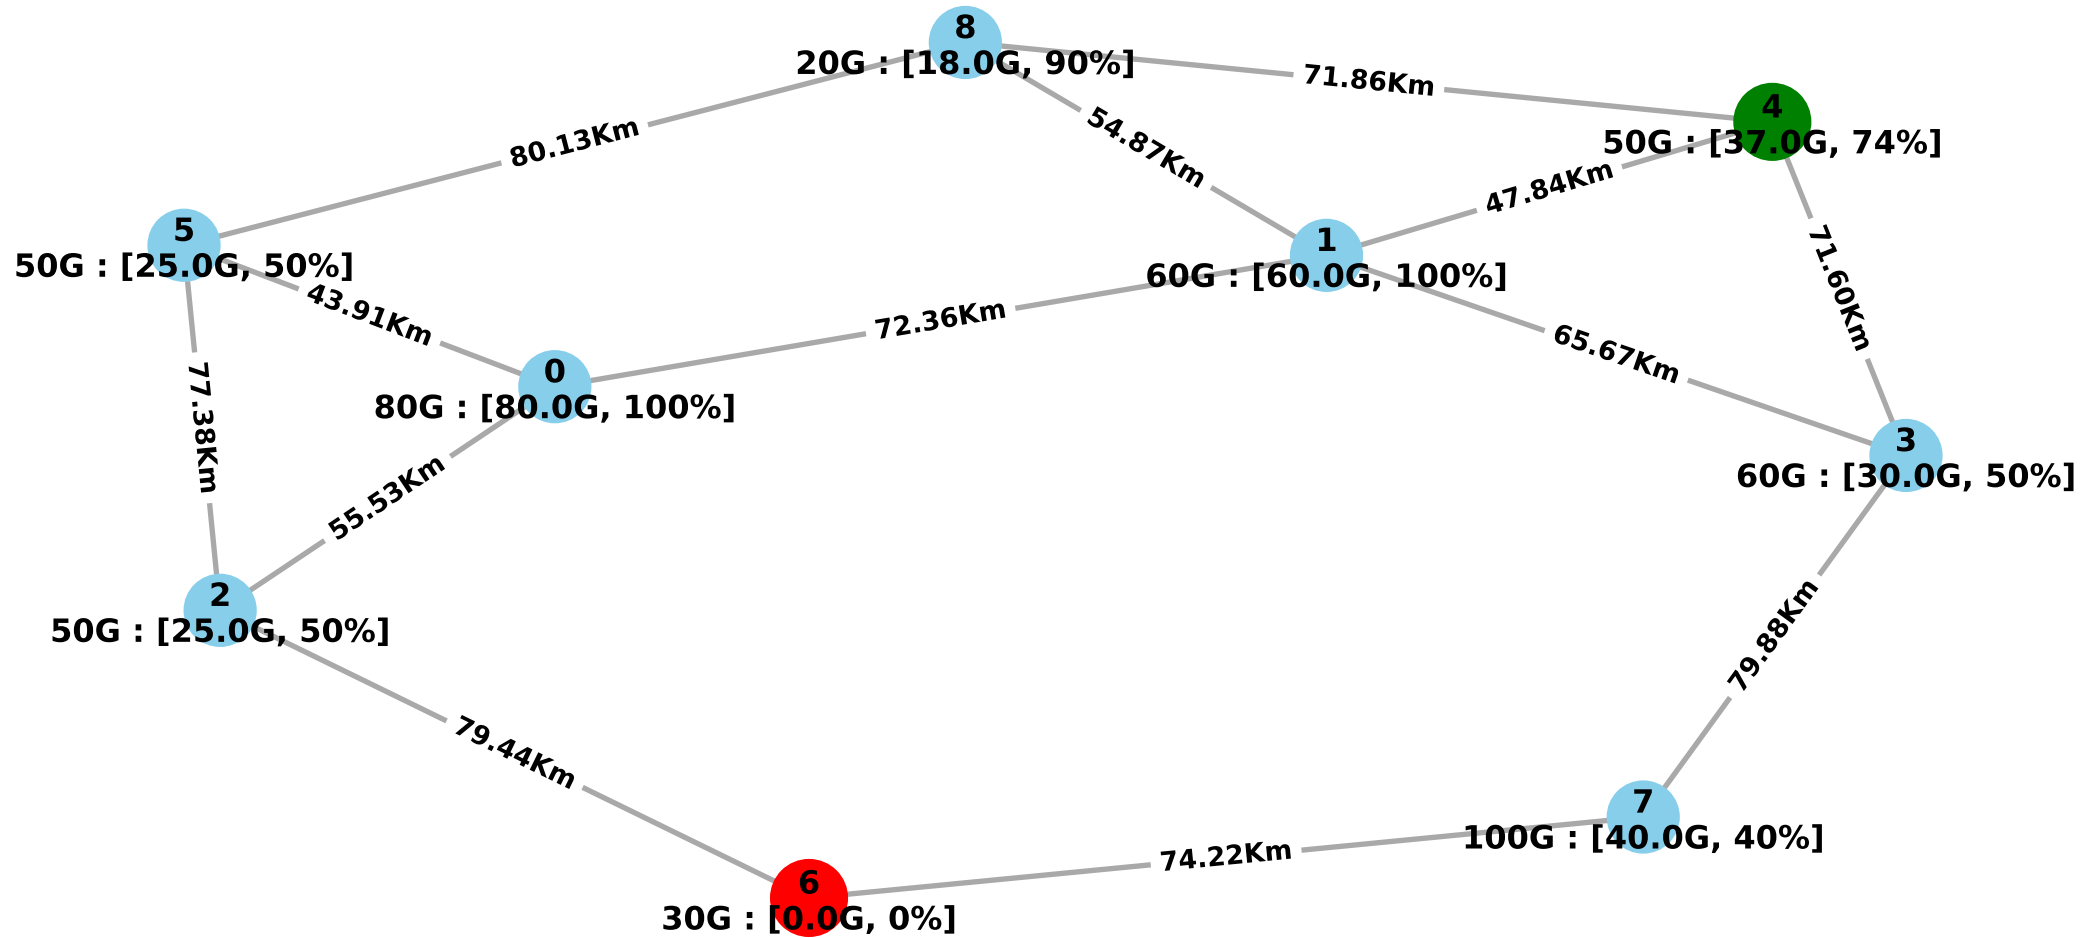 8
20G : [18.0G, 90%]
71.86Km
4
50G : [37.0G, 74%]
54.87Km
80.13Km
47.84Km
5
50G : [25.0G, 50%]
1
60G : [60.0G, 100%]
71.60Km
43.91Km
72.36Km
65.67Km
0
80G : [80.0G, 100%]
77.38Km
3
60G : [30.0G, 50%]
55.53Km
2
50G : [25.0G, 50%]
79.88Km
79.44Km
7
100G : [40.0G, 40%]
74.22Km
6
30G : [0.0G, 0%]